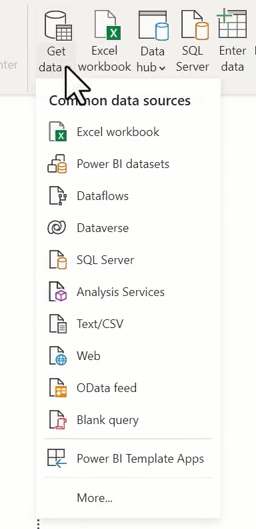 Get
data
Excel
workbook
Data
hub
SQL
Server
Enter
data
Common data sources
Excel workbook
Power BI datasets
Dataflows
Dataverse
SQL Server
Analysis Services
Text/CSV
Web
OData feed
Blank query
Power BI Template Apps
More...